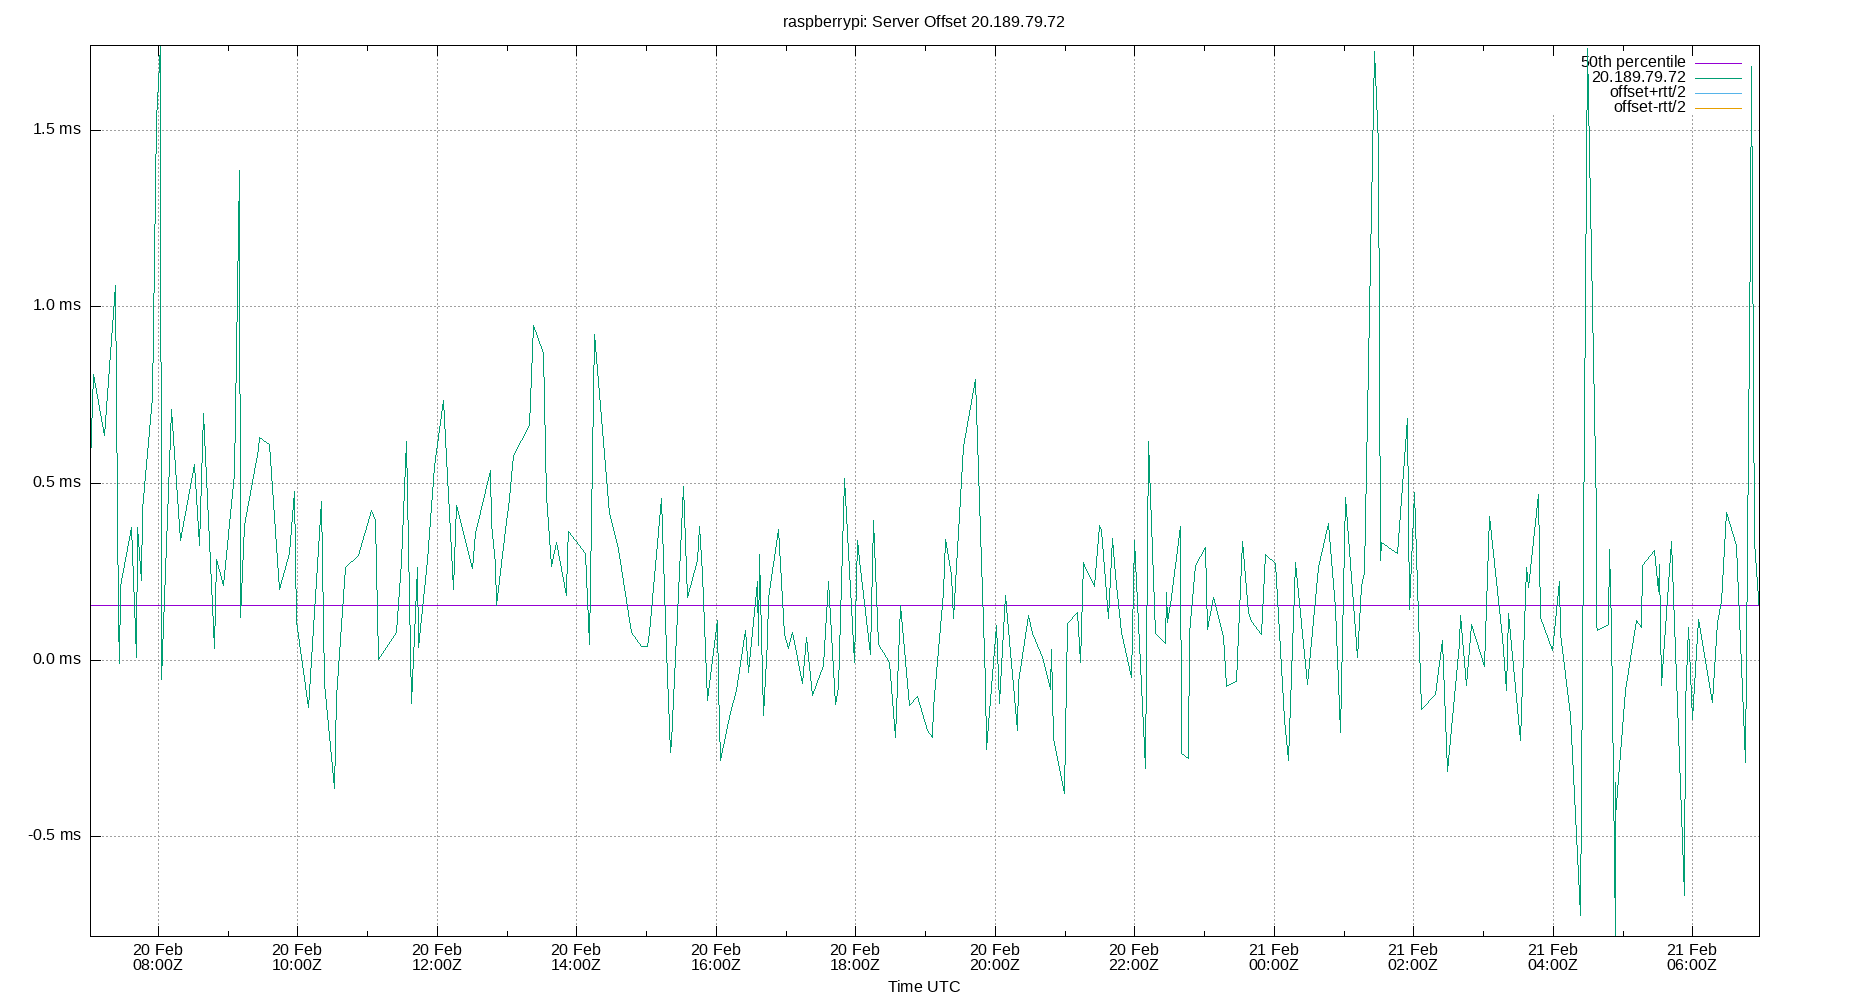 raspberrypi: Server Offset 20.189.79.72
50th percentile
20.189.79.72
offset+rtt/2
offset-rtt/2
1.5 ms
1.0 ms
0.5 ms
0.0 ms
-0.5 ms
20 Feb 20 Feb 20 Feb 20 Feb 20 Feb 20 Feb 20 Feb 20 Feb 21 Feb 21 Feb 21 Feb 21 Feb
08:00Z 10:00Z 12:00Z 14:00Z 16:00Z 18:00Z 20:00Z 22:00Z 00:00Z 02:00Z 04:00Z 06:00Z
Time UTC